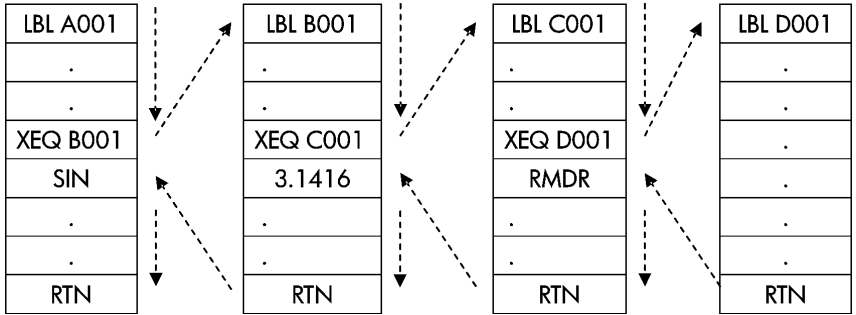 LBL A001
.
.
XEQ B001
SIN
.
.
RTN
LBL B001
.
.
XEQ C001
3.1416
.
.
RTN
LBL C001
.
.
XEQ D001
RMDR
.
.
RTN
LBL D001
.
.
.
.
.
.
RTN